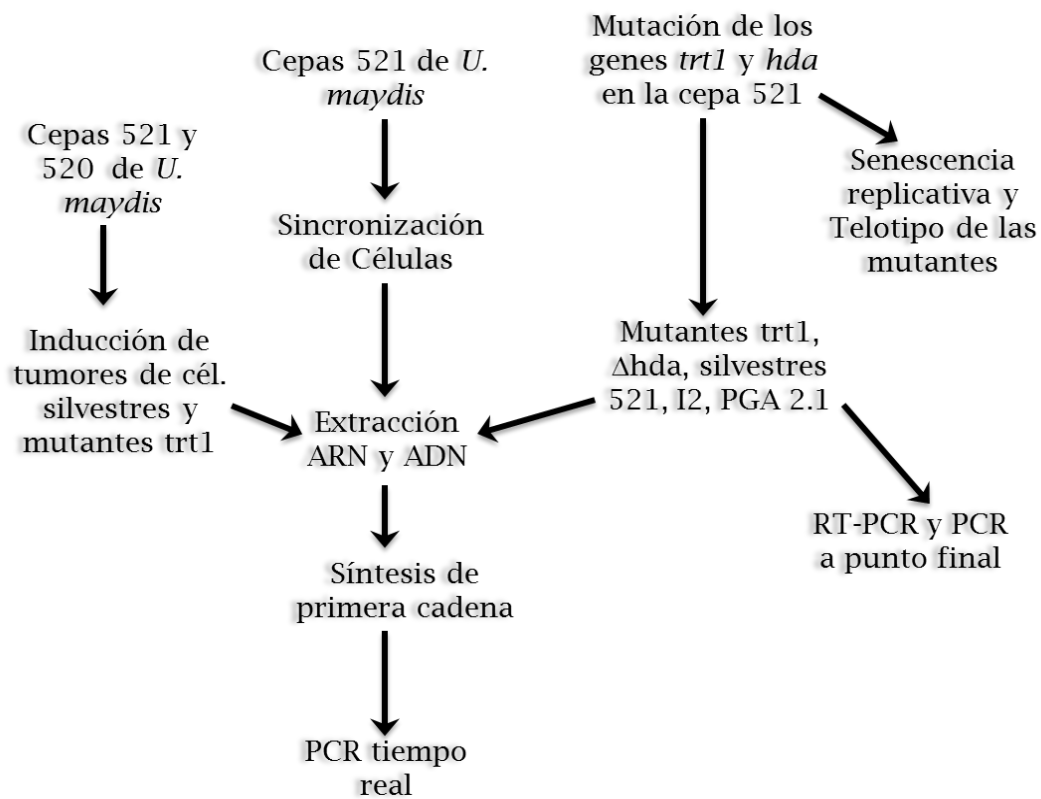 Cepas 521 y
520 de U.
maydis
Inducción de
tumores de cél.
silvestres y
mutantes trt1
Cepas 521 de U.
maydis
Sincronización
de Células
Extracción
ARN y ADN
Síntesis de
primera cadena
PCR tiempo
real
Mutación de los
genes trt1 y hda
en la cepa 521
Senescencia
replicativa y
Telotipo de las
mutantes
Mutantes trt1,
Δhda, silvestres
521, I2, PGA 2.1
RT-PCR y PCR
a punto final